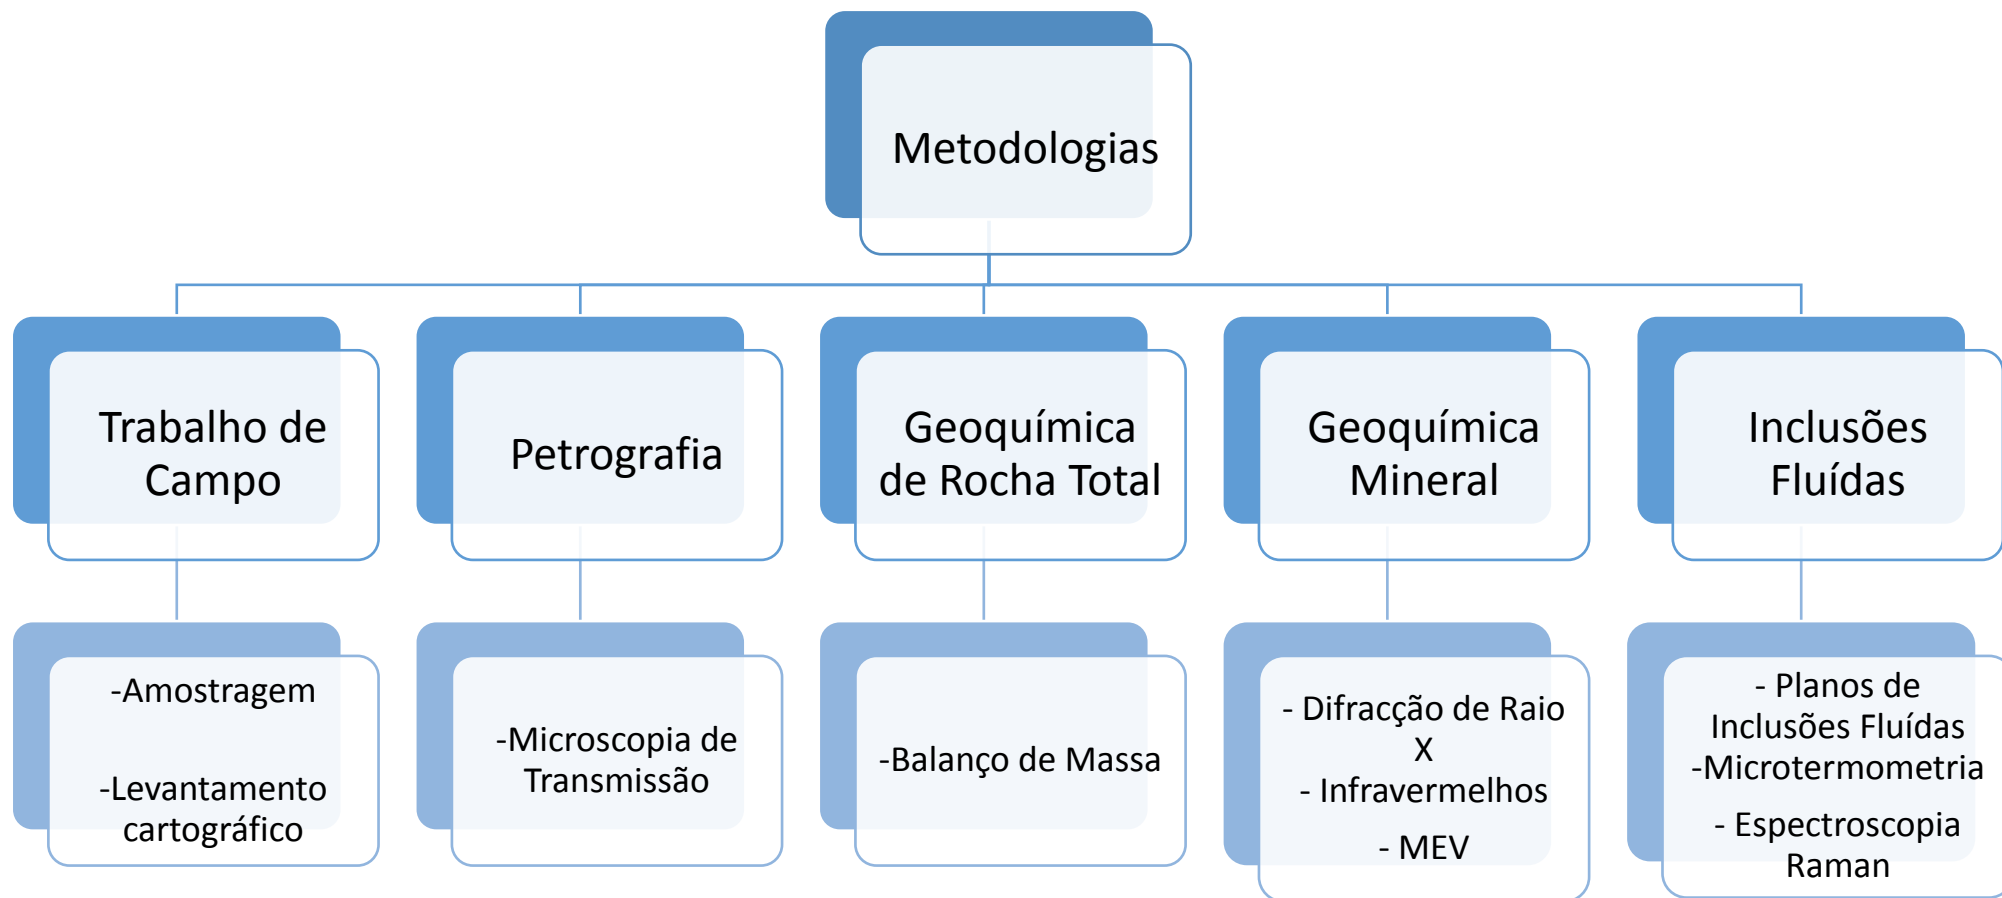 Metodologias
Trabalho de
Campo
Petrografia
Geoquímica
de Rocha Total
Geoquímica
Mineral
Inclusões
Fluídas
-Amostragem
-Levantamento
cartográfico
-Microscopia de
Transmissão
-Balanço de Massa
- Difracção de Raio
X
- Infravermelhos
- MEV
- Planos de
Inclusões Fluídas
-Microtermometria
- Espectroscopia
Raman